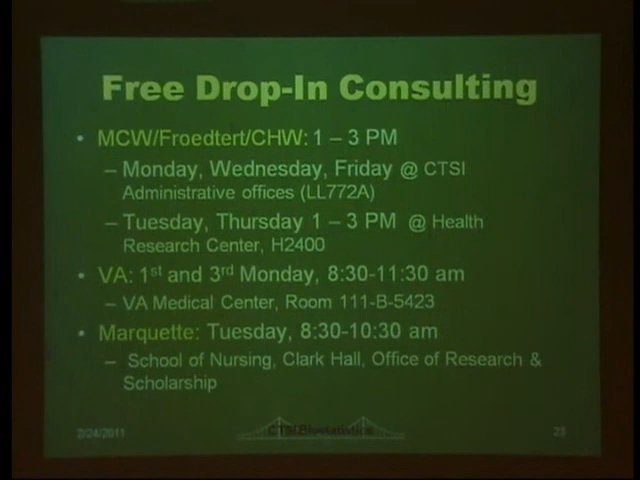 Free Drop-In Consulting
• MCW/Froedtert/CHW: 1 – 3 PM
– Monday, Wednesday, Friday @ CTSI
Administrative offices (LL772A)
– Tuesday, Thursday 1 – 3 PM @ Health
Research Center, H2400
• VA: 1st and 3rd Monday, 8:30-11:30 am
– VA Medical Center, Room 111-B-5423
• Marquette: Tuesday, 8:30-10:30 am
– School of Nursing, Clark Hall, Office of Research &
Scholarship
2/24/2011
CTSI Biostatistics
23